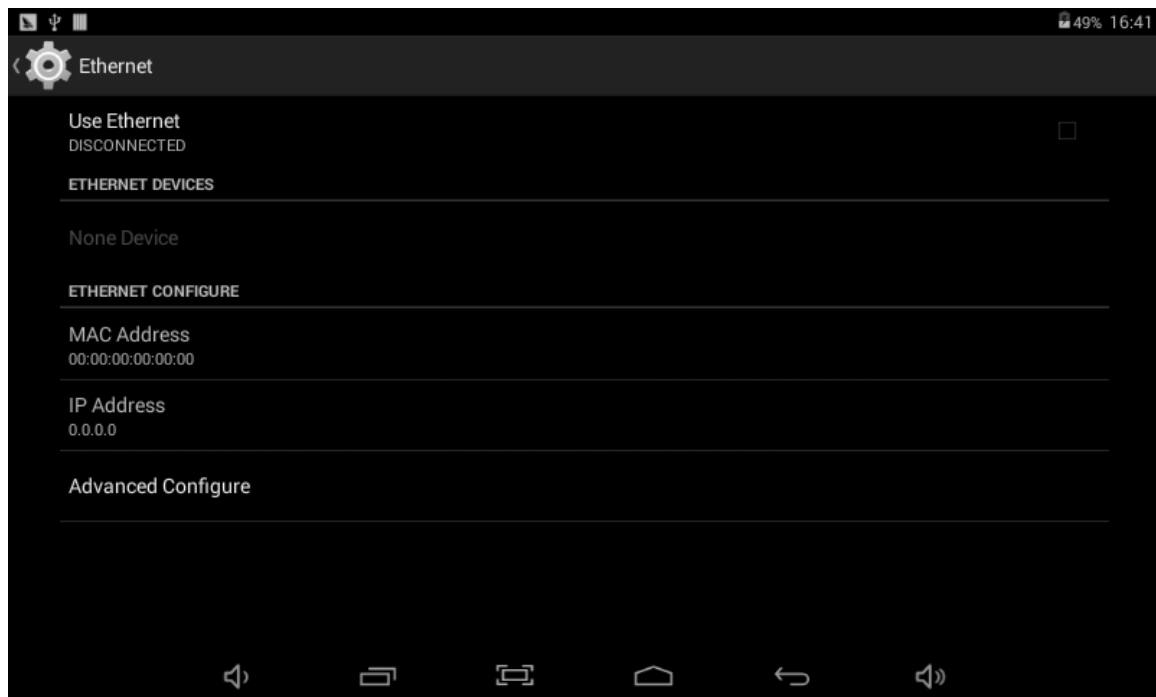 49% 16:41
Ethernet
Use Ethernet
DISCONNECTED
ETHERNET DEVICES
None Device
ETHERNET CONFIGURE
MAC Address
00:00:00:00:00:00
IP Address
0.0.0.0
Advanced Configure